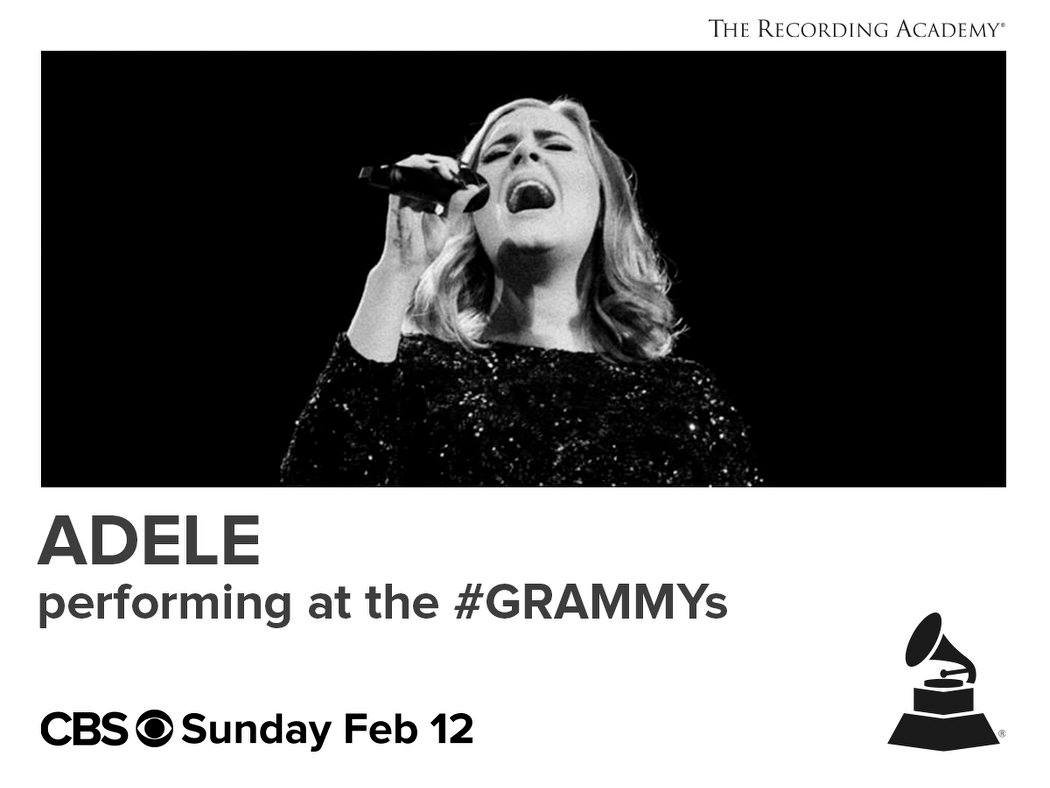 THE RECORDING ACADEMY®
ADELE
performing at the #GRAMMYs
CBS Sunday Feb 12
®